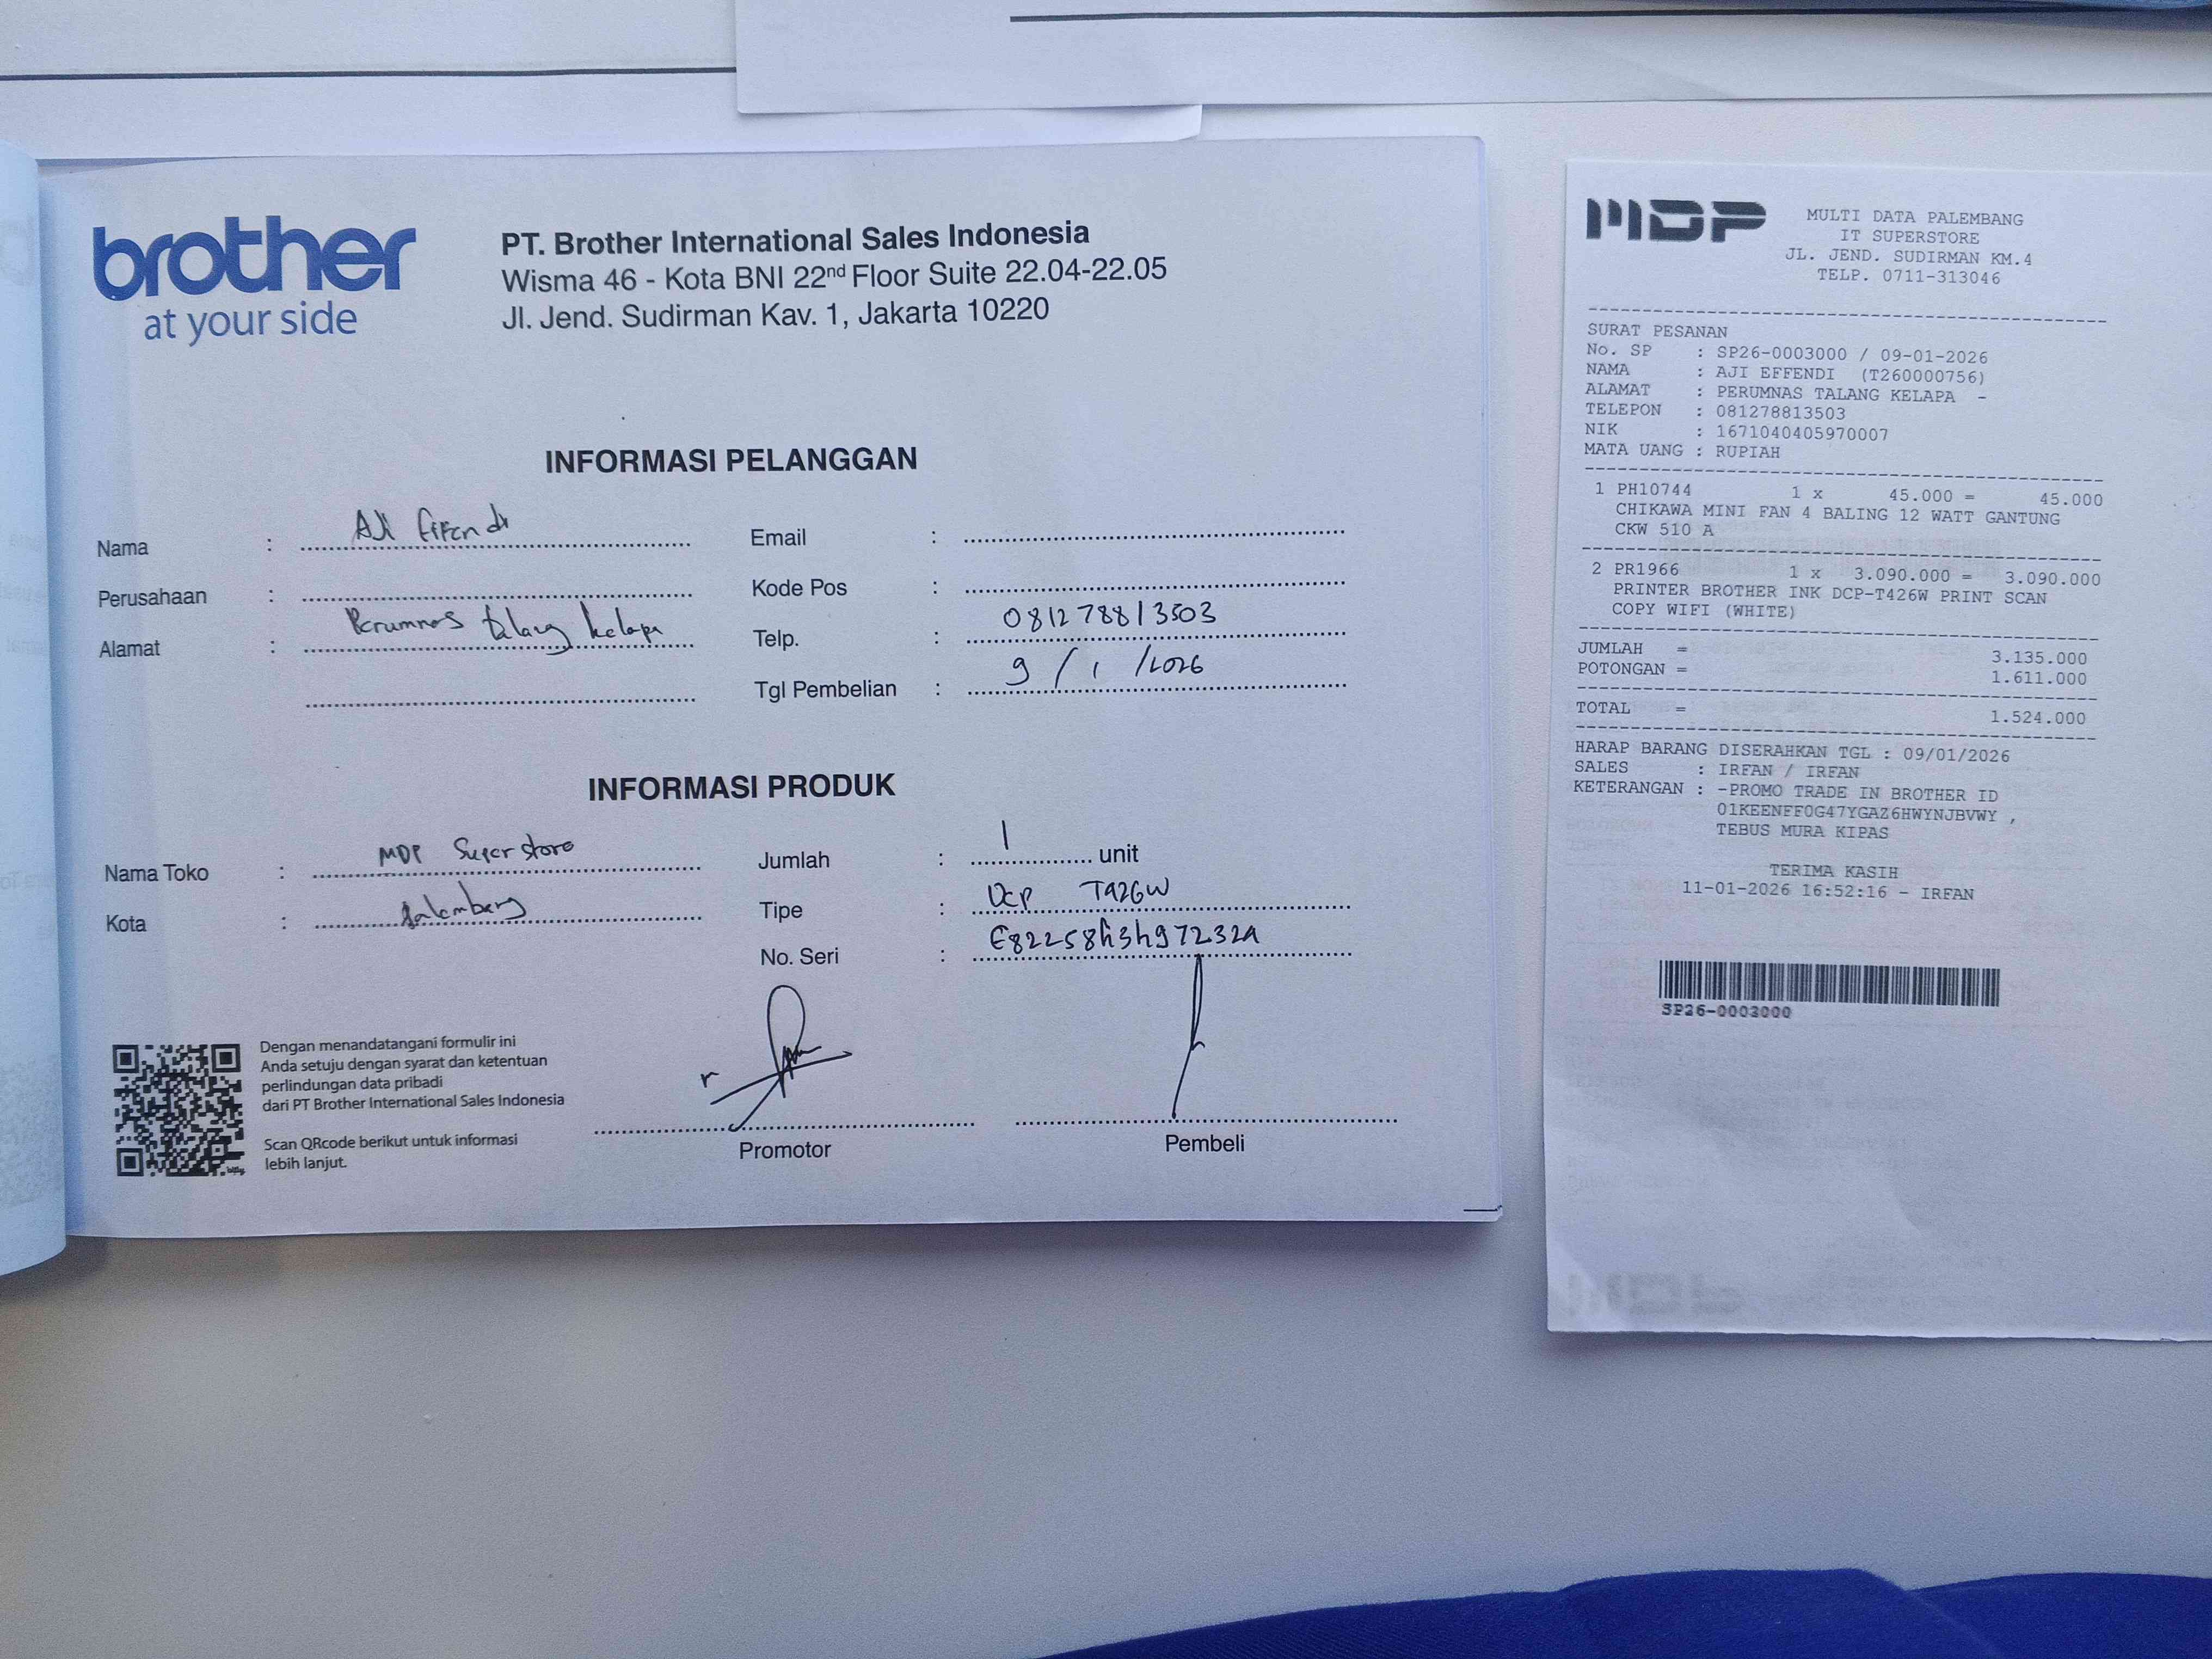 brother
at your side
PT. Brother International Sales Indonesia
Wisma 46 - Kota BNI 22nd Floor Suite 22.04-22.05
Jl. Jend. Sudirman Kav. 1, Jakarta 10220
INFORMASI PELANGGAN
Nama : Aji Effendi
Perusahaan :
Alamat : Perumnas talang kelapa
Email :
Kode Pos :
Telp. : 081278813503
Tgl Pembelian : 9 / 1 /2026
INFORMASI PRODUK
Nama Toko : MDP Superstore
Kota : Palembang
Jumlah : 1 unit
Tipe : DCP T426W
No. Seri : E82258h3h97232A
Dengan menandatangani formulir ini
Anda setuju dengan syarat dan ketentuan
perlindungan data pribadi
dari PT Brother International Sales Indonesia
Scan QRcode berikut untuk informasi
lebih lanjut.
Promotor
Pembeli
MDP
MULTI DATA PALEMBANG
IT SUPERSTORE
JL. JEND. SUDIRMAN KM.4
TELP. 0711-313046
SURAT PESANAN
No. SP : SP26-0003000 / 09-01-2026
NAMA : AJI EFFENDI (T260000756)
ALAMAT : PERUMNAS TALANG KELAPA -
TELEPON : 081278813503
NIK : 1671040405970007
MATA UANG : RUPIAH
1 PH10744 1 x 45.000 = 45.000
CHIKAWA MINI FAN 4 BALING 12 WATT GANTUNG
CKW 510 A
2 PR1966 1 x 3.090.000 = 3.090.000
PRINTER BROTHER INK DCP-T426W PRINT SCAN
COPY WIFI (WHITE)
JUMLAH = 3.135.000
POTONGAN = 1.611.000
TOTAL = 1.524.000
HARAP BARANG DISERAHKAN TGL : 09/01/2026
SALES : IRFAN / IRFAN
KETERANGAN : -PROMO TRADE IN BROTHER ID
01KEENFF0G47YGAZ6HWYNJBVWY ,
TEBUS MURA KIPAS
TERIMA KASIH
11-01-2026 16:52:16 - IRFAN
SP26-0003000